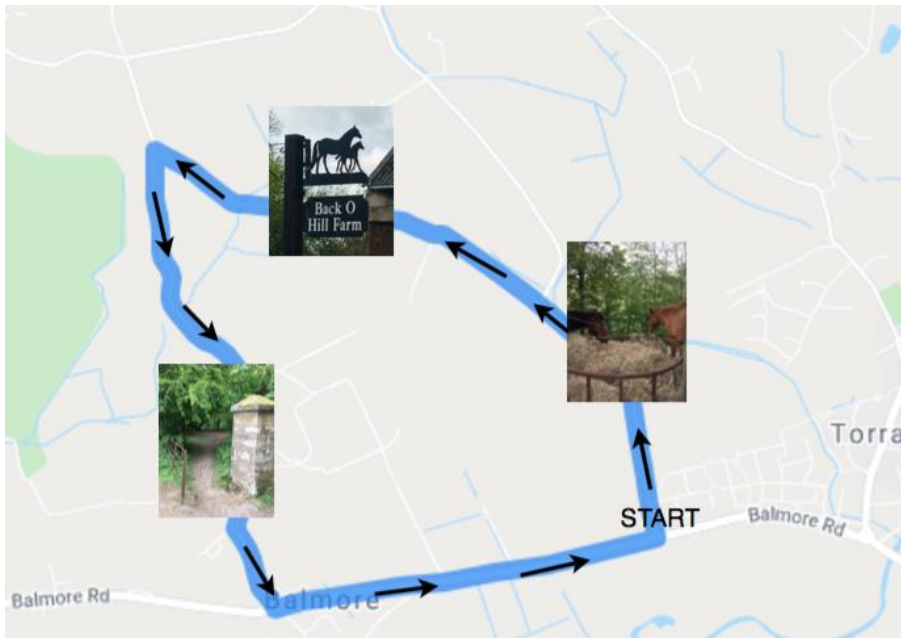 Back O
Hill Farm
Torra
START
Balmore Rd
Balmore
Balmore Rd